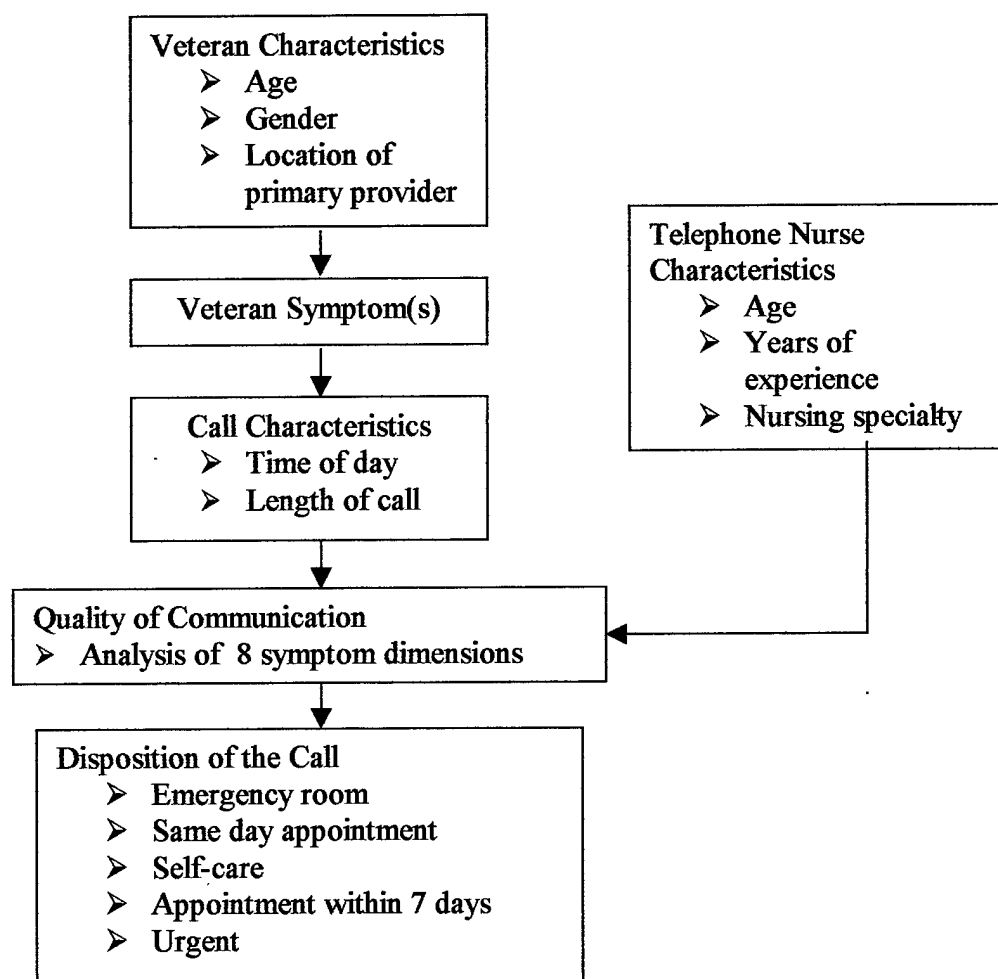 Veteran Characteristics
➢ Age
➢ Gender
➢ Location of
primary provider
Telephone Nurse
Characteristics
➢ Age
➢ Years of
experience
➢ Nursing specialty
Veteran Symptom(s)
Call Characteristics
➢ Time of day
➢ Length of call
Quality of Communication
➢ Analysis of 8 symptom dimensions
Disposition of the Call
➢ Emergency room
➢ Same day appointment
➢ Self-care
➢ Appointment within 7 days
➢ Urgent